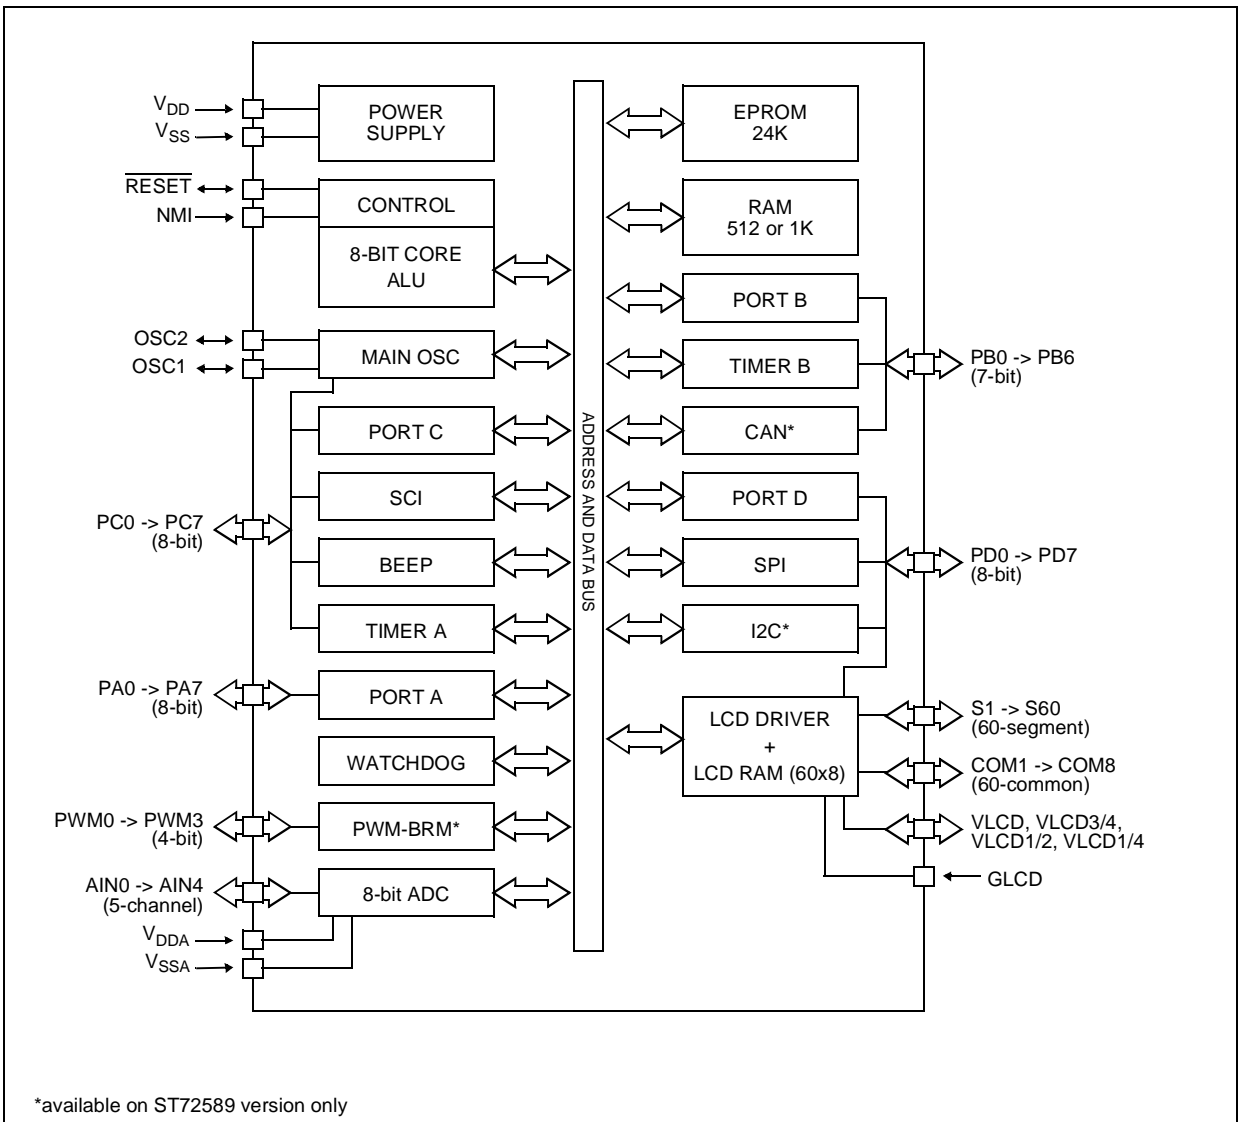 VDD
VSS
POWER
SUPPLY
RESET
NMI
CONTROL
8-BIT CORE
ALU
OSC2
OSC1
MAIN OSC
PORT C
SCI
PC0 -> PC7
(8-bit)
BEEP
TIMER A
PA0 -> PA7
(8-bit)
PORT A
WATCHDOG
PWM0 -> PWM3
(4-bit)
PWM-BRM*
AIN0 -> AIN4
(5-channel)
8-bit ADC
VDDA
VSSA
ADDRESS AND DATA BUS
EPROM
24K
RAM
512 or 1K
PORT B
TIMER B
PB0 -> PB6
(7-bit)
CAN*
PORT D
SPI
PD0 -> PD7
(8-bit)
I2C*
LCD DRIVER
+
LCD RAM (60x8)
S1 -> S60
(60-segment)
COM1 -> COM8
(60-common)
VLCD, VLCD3/4,
VLCD1/2, VLCD1/4
GLCD
*available on ST72589 version only